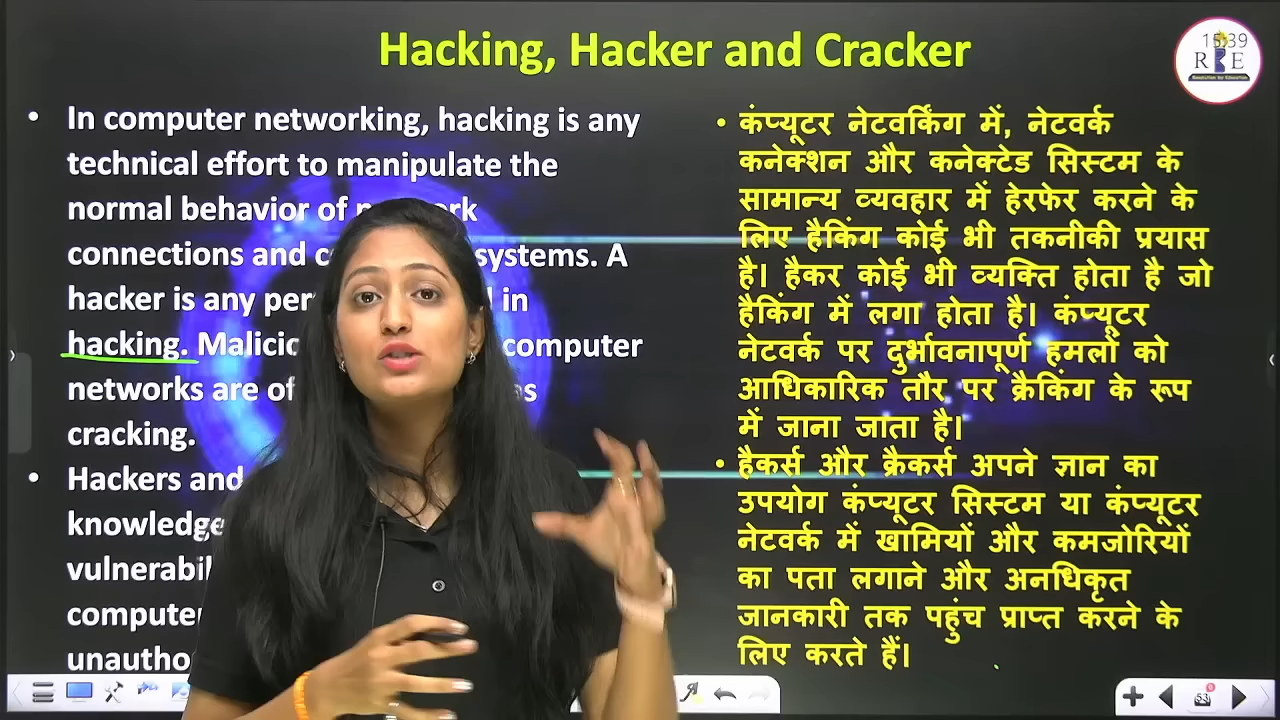 Hacking, Hacker and Cracker
15:39
R E
• In computer networking, hacking is any
technical effort to manipulate the
normal behavior of
connections and systems. A
hacker is any in
hacking. computer
networks are
cracking.
• Hackers and
knowledge
• कंप्यूटर नेटवर्किंग में, नेटवर्क
कनेक्शन और कनेक्टेड सिस्टम के
सामान्य व्यवहार में हेरफेर करने के
लिए हैकिंग कोई भी तकनीकी प्रयास
है। हैकर कोई भी व्यक्ति होता है जो
हैकिंग में लगा होता है। कंप्यूटर
नेटवर्क पर दुर्भावनापूर्ण हमलों को
आधिकारिक तौर पर क्रैकिंग के रूप
में जाना जाता है।
• हैकर्स और क्रैकर्स अपने ज्ञान का
उपयोग कंप्यूटर सिस्टम या कंप्यूटर
नेटवर्क में खामियों और कमजोरियों
का पता लगाने और अनधिकृत
जानकारी तक पहुंच प्राप्त करने के
लिए करते हैं।
53